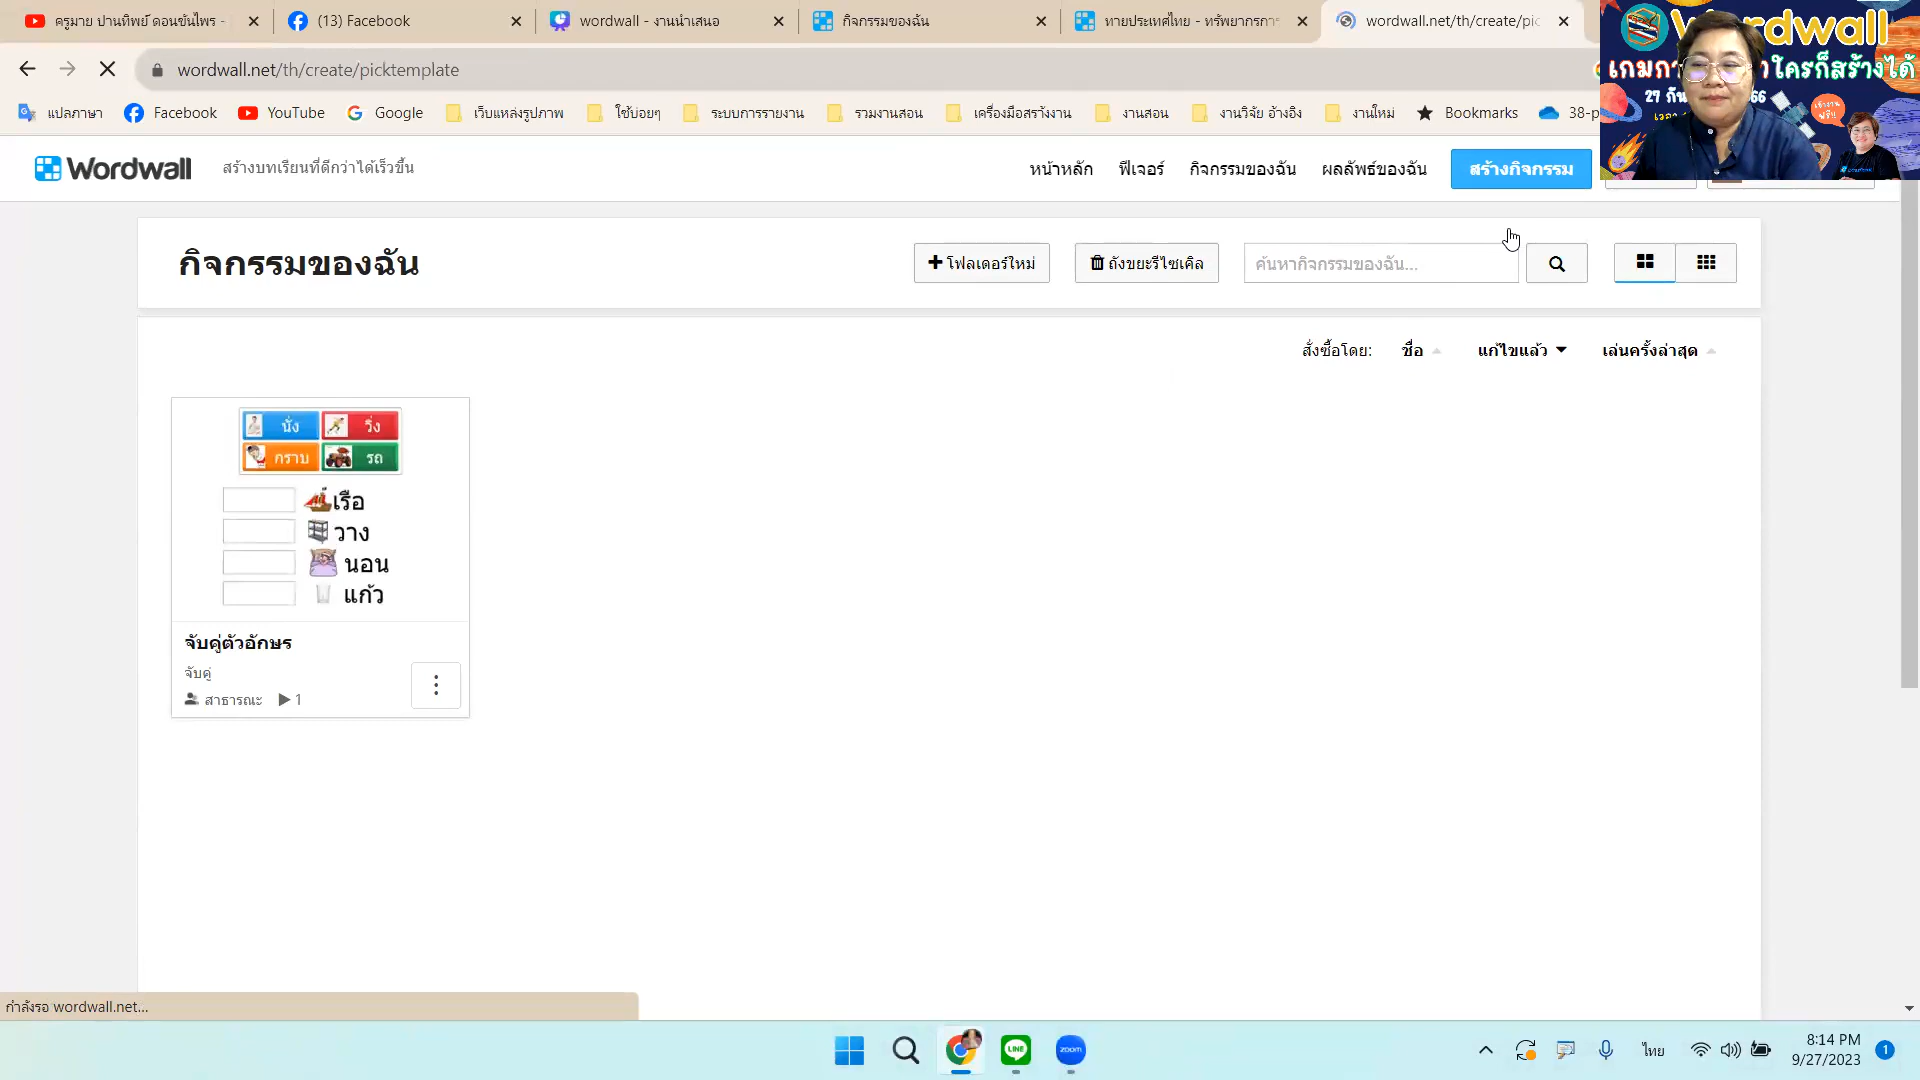 ครูมาย ปานทิพย์ ดอนขันไพร -
(13) Facebook
wordwall - งานนำเสนอ
กิจกรรมของฉัน
ทายประเทศไทย - ทรัพยากรการ
wordwall.net/th/create/pic
wordwall.net/th/create/picktemplate
แปลภาษา
Facebook
YouTube
Google
เว็บแหล่งรูปภาพ
ใช้บ่อยๆ
ระบบการรายงาน
รวมงานสอน
เครื่องมือสรา้งงาน
งานสอน
งานวิจัย อ้างอิง
งานใหม่
Bookmarks
38-p
เกมกา
ใครก็สร้างได้
27 กัน
66
เข้างาน
ฟรี!!
Wordwall
สร้างบทเรียนที่ดีกว่าได้เร็วขึ้น
หน้าหลัก
ฟีเจอร์
กิจกรรมของฉัน
ผลลัพธ์ของฉัน
สร้างกิจกรรม
กิจกรรมของฉัน
โฟลเดอร์ใหม่
ถังขยะรีไซเคิล
ค้นหากิจกรรมของฉัน...
สั่งซื้อโดย:
ชื่อ
แก้ไขแล้ว
เล่นครั้งล่าสุด
นั่ง
วิ่ง
กราบ
รถ
เรือ
วาง
นอน
แก้ว
จับคู่ตัวอักษร
จับคู่
สาธารณะ
1
กำลังรอ wordwall.net...
LINE
zoom
ไทย
8:14 PM
9/27/2023
1